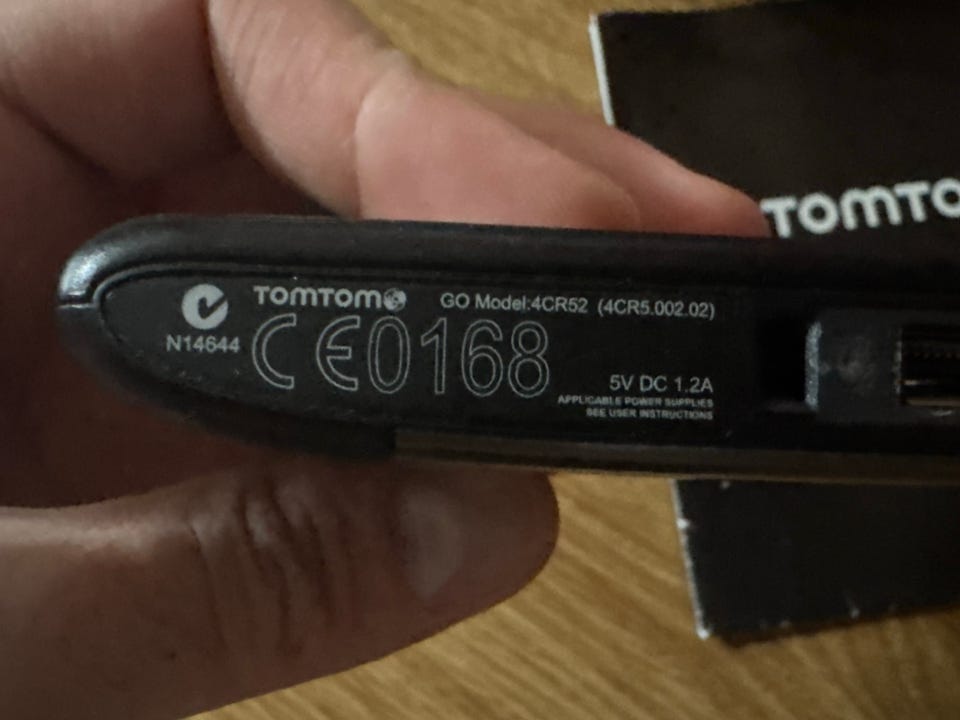 TOMTO
TOMTOM GO Model:4CR52 (4CR5.002.02)
N14644
CE0168
5V DC 1.2A
APPLICABLE POWER SUPPLIES
SEE USER INSTRUCTIONS